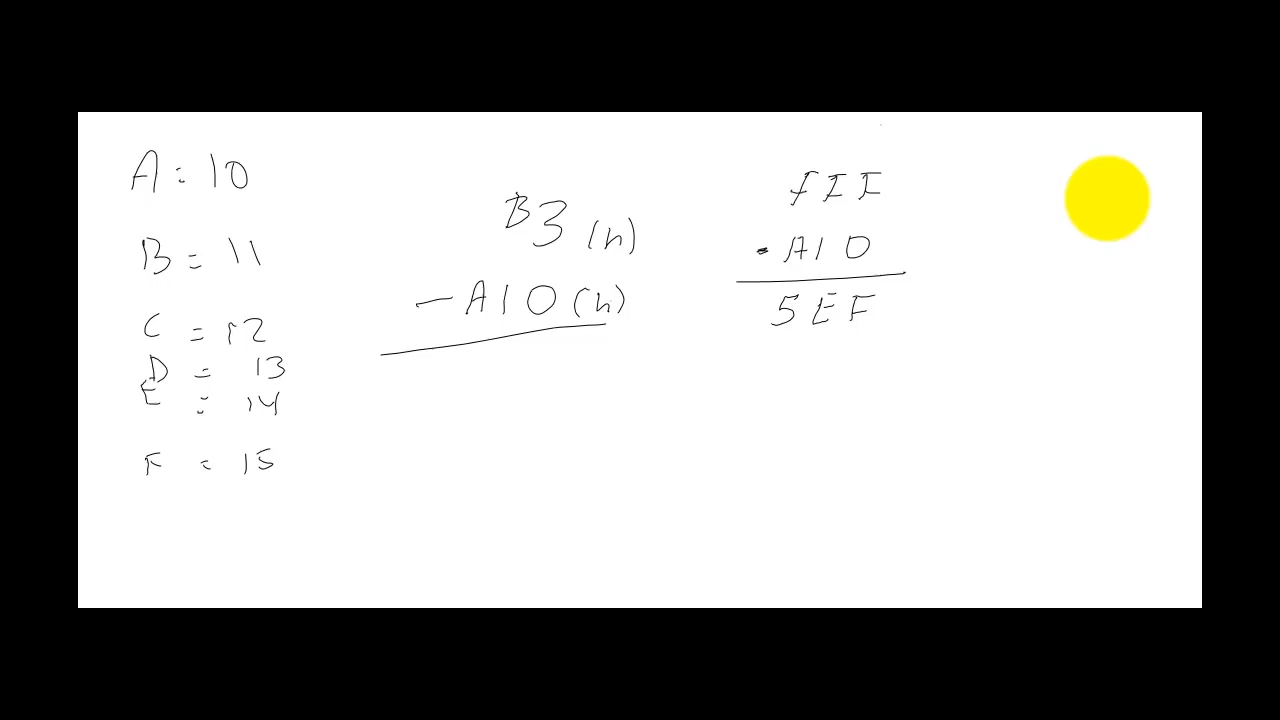 A = 10
B = 11
C = 12
D = 13
E = 14
F = 15
B3 (h)
- A10 (h)
FFF
- A10
5EF